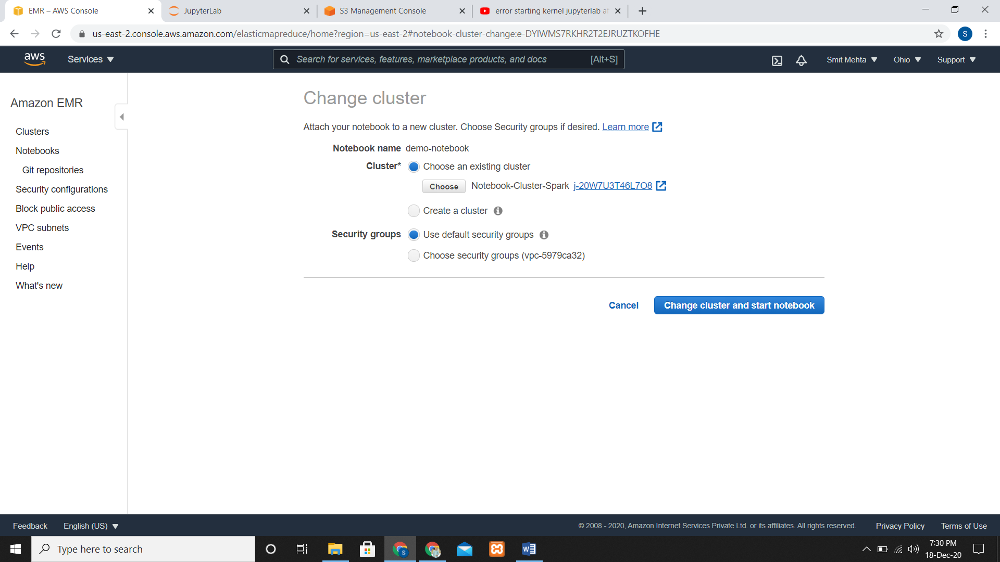 EMR – AWS Console
JupyterLab
S3 Management Console
error starting kernel jupyterlab af
us-east-2.console.aws.amazon.com/elasticmapreduce/home?region=us-east-2#notebook-cluster-change:e-DYIWMS7RKHR2T2EJRUZTKOFHE
S
aws
Services
Search for services, features, marketplace products, and docs [Alt+S]
Smit Mehta
Ohio
Support
Amazon EMR
Clusters
Notebooks
Git repositories
Security configurations
Block public access
VPC subnets
Events
Help
What's new
Change cluster
Attach your notebook to a new cluster. Choose Security groups if desired. Learn more
Notebook name demo-notebook
Cluster* Choose an existing cluster
Choose Notebook-Cluster-Spark j-20W7U3T46L7O8
Create a cluster
Security groups Use default security groups
Choose security groups (vpc-5979ca32)
Cancel Change cluster and start notebook
Feedback English (US)
© 2008 - 2020, Amazon Internet Services Private Ltd. or its affiliates. All rights reserved. Privacy Policy Terms of Use
Type here to search
7:30 PM
18-Dec-20